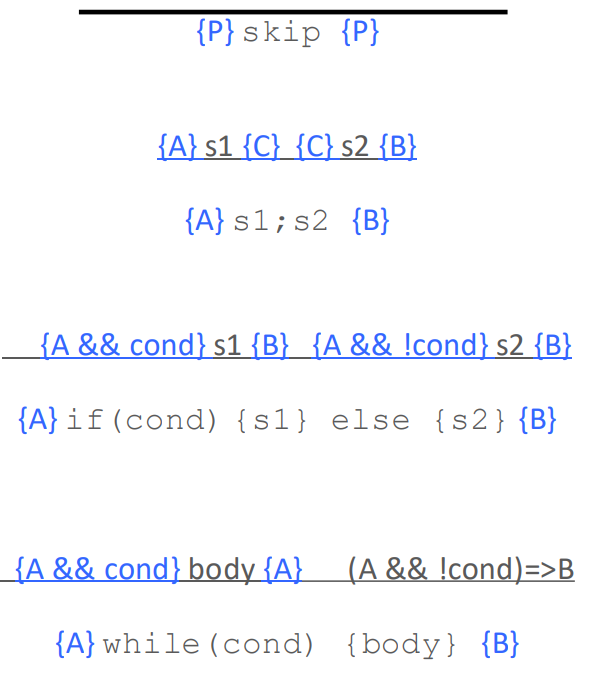 {P} skip {P}
{A} s1 {C} {C} s2 {B}
{A} s1;s2 {B}
{A && cond} s1 {B} {A && !cond} s2 {B}
{A} if(cond) {s1} else {s2} {B}
{A && cond} body {A} (A && !cond)=>B
{A} while(cond) {body} {B}